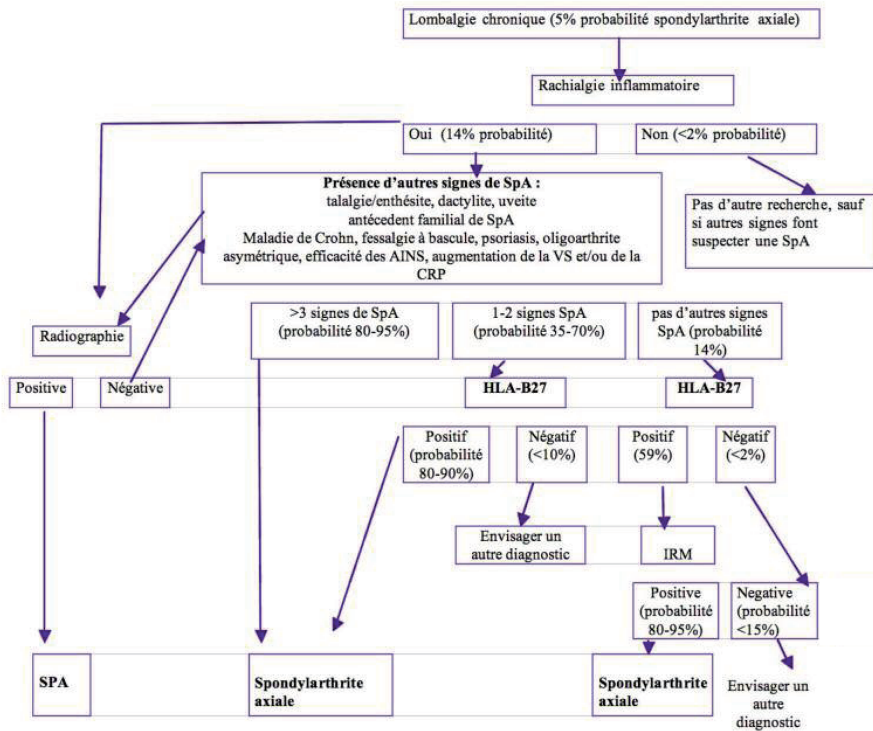 Lombalgie chronique (5% probabilité spondylarthrite axiale)
Rachialgie inflammatoire
Oui (14% probabilité)
Non (<2% probabilité)
Présence d'autres signes de SpA :
talalgie/enthésite, dactylite, uveite
antécedent familial de SpA
Maladie de Crohn, fessalgie à bascule, psoriasis, oligoarthrite
asymétrique, efficacité des AINS, augmentation de la VS et/ou de la
CRP
Pas d'autre recherche, sauf
si autres signes font
suspecter une SpA
Radiographie
>3 signes de SpA
(probabilité 80-95%)
1-2 signes SpA
(probabilité 35-70%)
pas d'autres signes
SpA (probabilité
14%)
Positive
Négative
HLA-B27
HLA-B27
Positif
(probabilité
80-90%)
Négatif
(<10%)
Positif
(59%)
Négatif
(<2%)
Envisager un
autre diagnostic
IRM
Positive
(probabilité
80-95%)
Negative
(probabilité
<15%)
SPA
Spondylarthrite
axiale
Spondylarthrite
axiale
Envisager un
autre
diagnostic